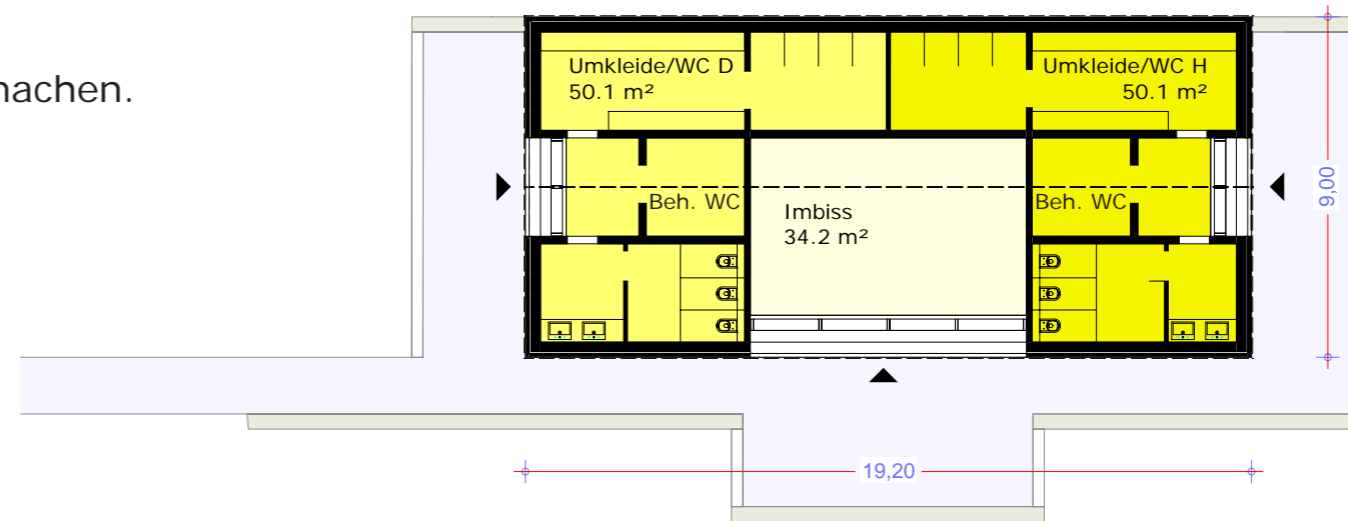 nachen.
Umkleide/WC D
50.1 m²
Umkleide/WC H
50.1 m²
Beh. WC
Imbiss
34.2 m²
Beh. WC
9,00
19,20